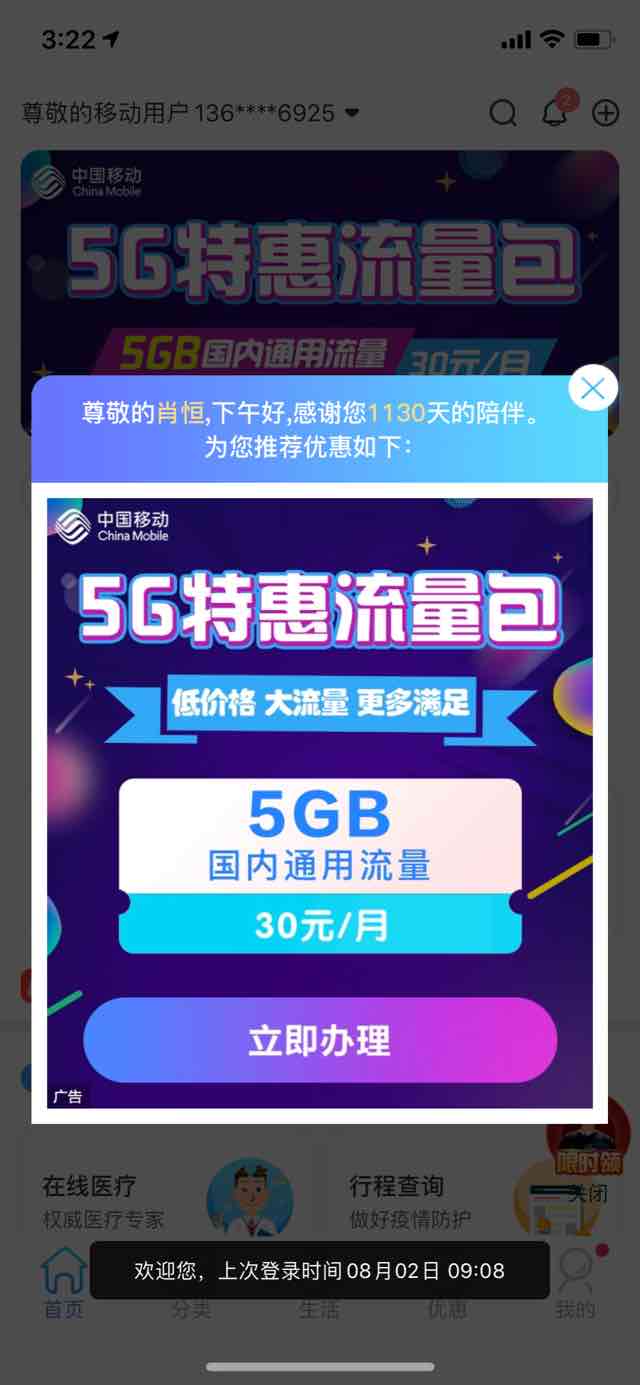 3:22
尊敬的移动用户 136****6925
2
中国移动
China Mobile
5G特惠流量包
5GB国内通用流量
30元/月
尊敬的肖恒,下午好,感谢您1130天的陪伴。
为您推荐优惠如下：
中国移动
China Mobile
5G特惠流量包
低价格 大流量 更多满足
5GB
国内通用流量
30元/月
立即办理
广告
限时领
关闭
在线医疗
权威医疗专家
行程查询
做好疫情防护
欢迎您，上次登录时间08月02日 09:08
首页
分类
生活
优惠
我的